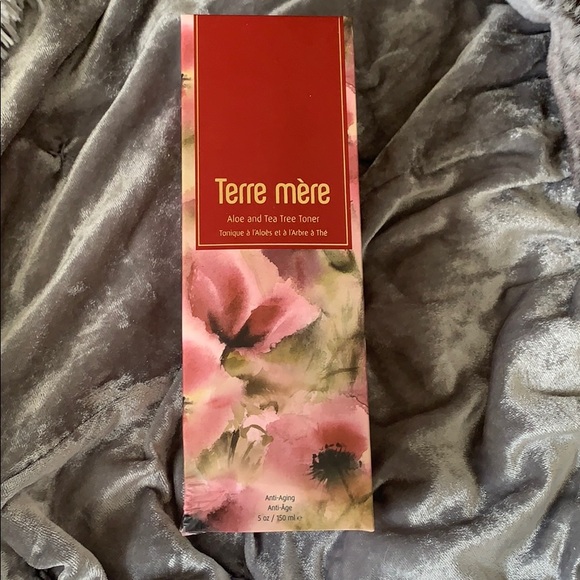 Terre mère
Aloe and Tea Tree Toner
Tonique à l'Aloès et à l'Arbre à Thé
Anti-Aging
Anti-Âge
5 oz / 150 ml e